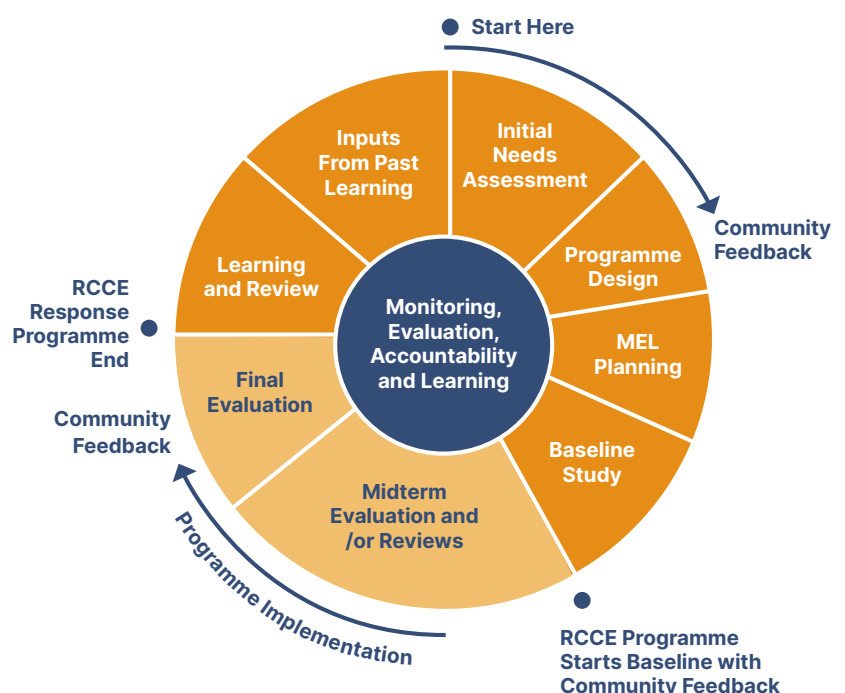 Start Here
Initial
Needs
Assessment
Community
Feedback
Programme
Design
MEL
Planning
Baseline
Study
RCCE Programme
Starts Baseline with
Community Feedback
Midterm
Evaluation and
/or Reviews
Programme Implementation
Community
Feedback
Final
Evaluation
RCCE
Response
Programme
End
Learning
and Review
Inputs
From Past
Learning
Monitoring,
Evaluation,
Accountability
and Learning